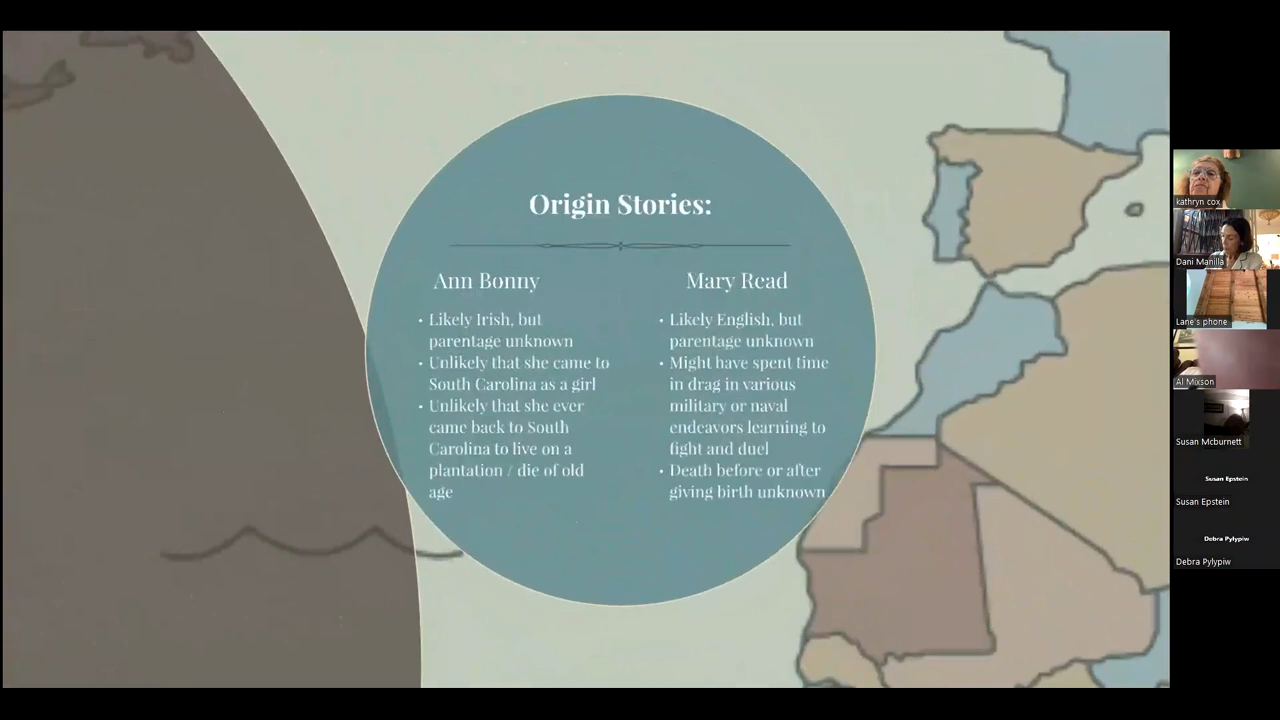 Origin Stories:
Ann Bonny
• Likely Irish, but
parentage unknown
• Unlikely that she came to
South Carolina as a girl
• Unlikely that she ever
came back to South
Carolina to live on a
plantation / die of old
age
Mary Read
• Likely English, but
parentage unknown
• Might have spent time
in drag in various
military or naval
endeavors learning to
fight and duel
• Death before or after
giving birth unknown
kathryn cox
Dani Manilla
Lane's phone
Al Mixson
Susan Mcburnett
Susan Epstein
Susan Epstein
Debra Pylypiw
Debra Pylypiw